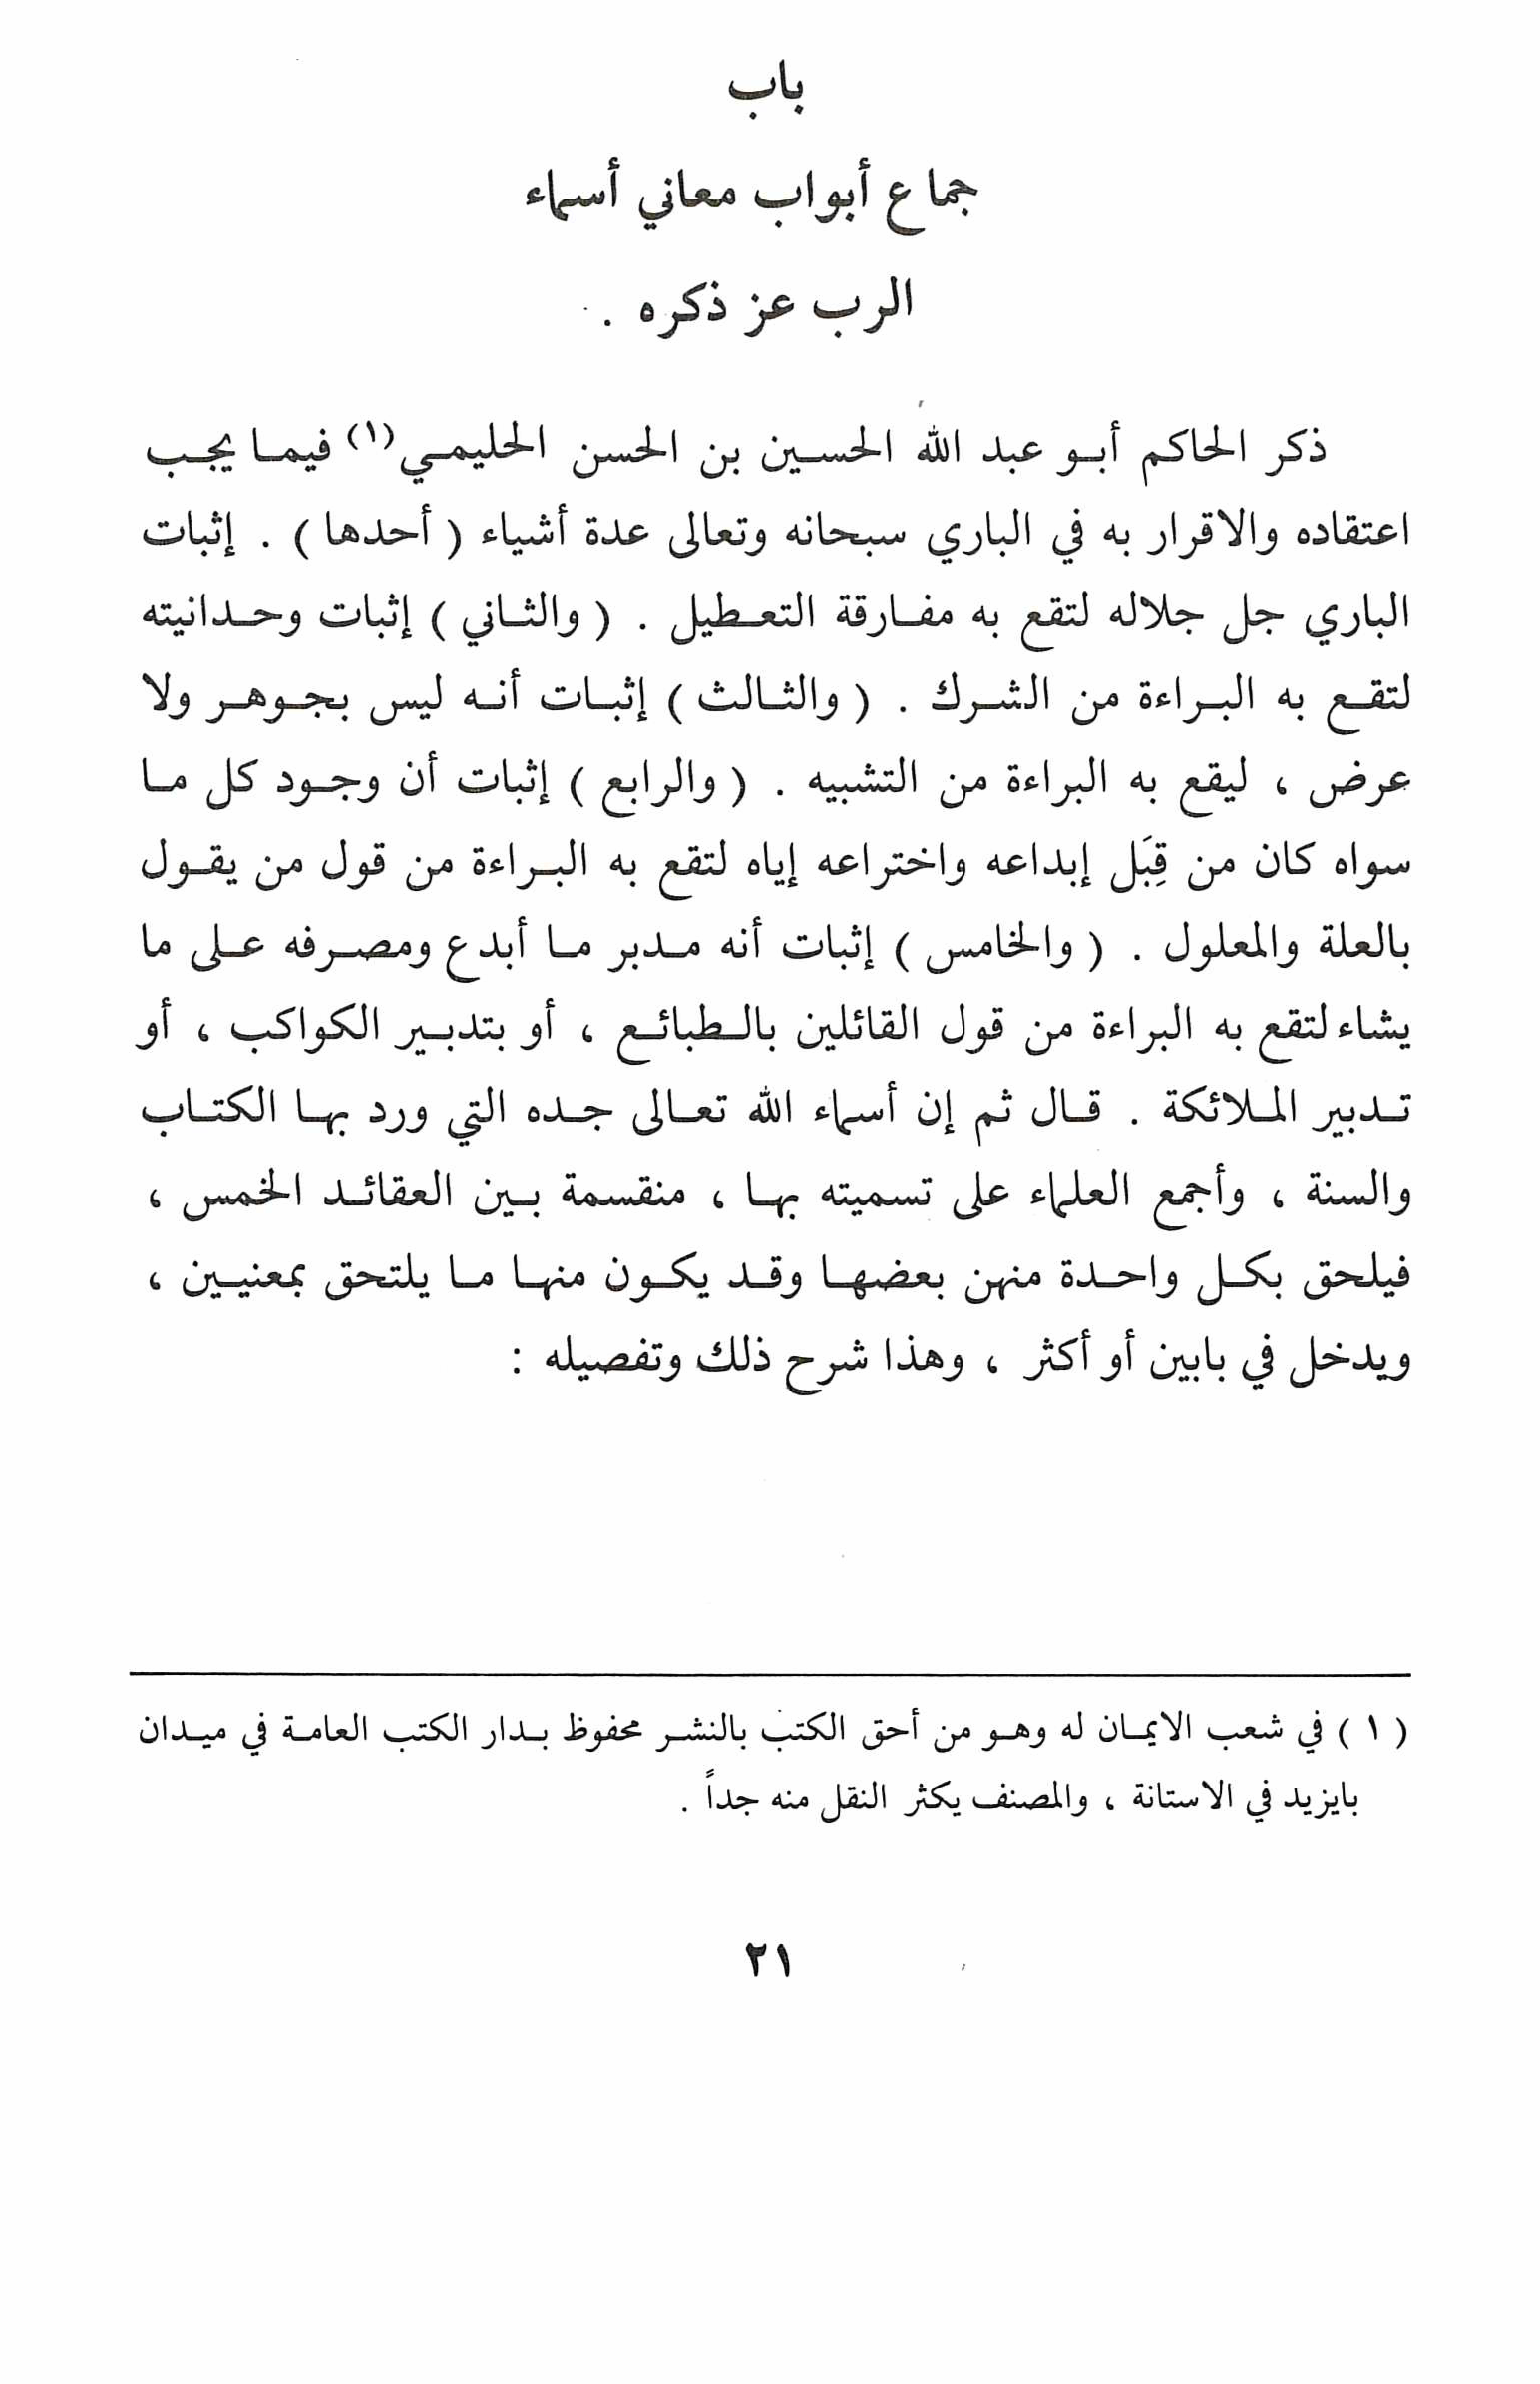 باب
جماع أبواب معاني أسماء
الرب عز ذكره .
ذكر الحاكم أبو عبد الله الحسين بن الحسن الحليمي (١) فيما يجب
اعتقاده والاقرار به في الباري سبحانه وتعالى عدة أشياء ( أحدها ) . إثبات
الباري جل جلاله لتقع به مفارقة التعطيل . ( والثاني ) إثبات وحدانيته
لتقع به البراءة من الشرك . ( والثالث ) إثبات أنه ليس بجوهر ولا
عرض ، ليقع به البراءة من التشبيه . ( والرابع ) إثبات أن وجود كل ما
سواه كان من قِبَل إبداعه واختراعه إياه لتقع به البراءة من قول من يقول
بالعلة والمعلول . ( والخامس ) إثبات أنه مدبر ما أبدع ومصرفه على ما
يشاء لتقع به البراءة من قول القائلين بالطبائع ، أو بتدبير الكواكب ، أو
تدبير الملائكة . قال ثم إن أسماء الله تعالى جده التي ورد بها الكتاب
والسنة ، وأجمع العلماء على تسميته بها ، منقسمة بين العقائد الخمس ،
فيلحق بكل واحدة منهن بعضها وقد يكون منها ما يلتحق بمعنيين ،
ويدخل في بابين أو أكثر ، وهذا شرح ذلك وتفصيله :
( ١ ) في شعب الايمان له وهو من أحق الكتب بالنشر محفوظ بدار الكتب العامة في ميدان
بايزيد في الاستانة ، والمصنف يكثر النقل منه جداً .
٢١